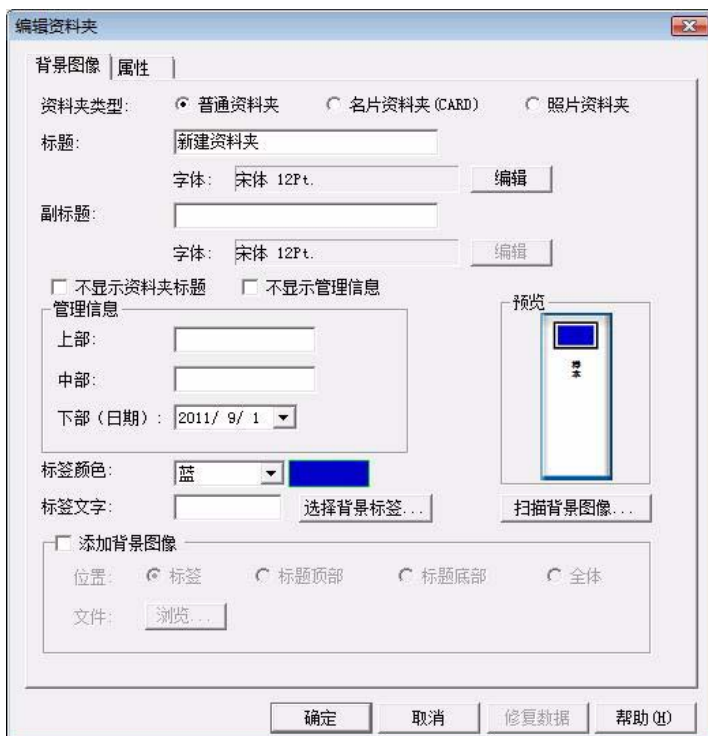 编辑资料夹
背景图像 属性
资料夹类型: 普通资料夹 名片资料夹(CARD) 照片资料夹
标题: 新建资料夹
字体: 宋体 12Pt. 编辑
副标题:
字体: 宋体 12Pt. 编辑
不显示资料夹标题 不显示管理信息
管理信息 预览
上部:
样本
中部:
下部(日期): 2011/ 9/ 1
标签颜色: 蓝
标签文字: 选择背景标签... 扫描背景图像...
添加背景图像
位置: 标签 标题顶部 标题底部 全体
文件: 浏览...
确定 取消 修复数据 帮助(H)